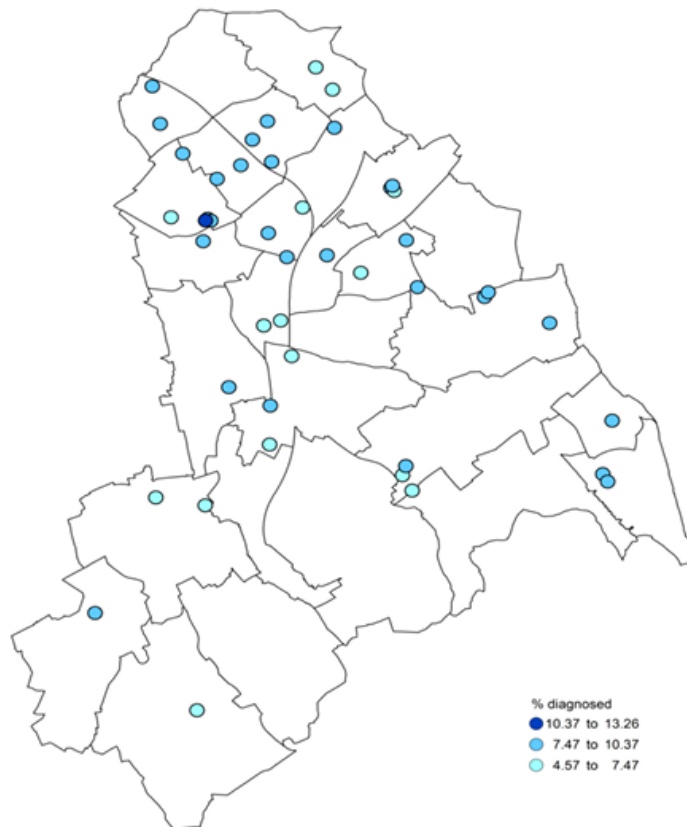 % diagnosed
10.37 to 13.26
7.47 to 10.37
4.57 to 7.47